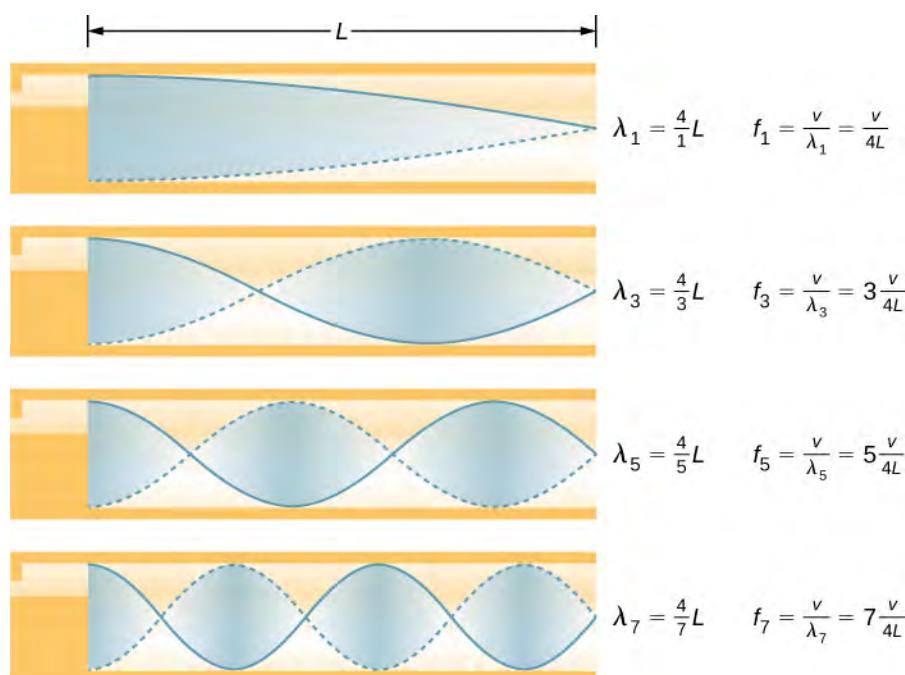 L
λ₁ = 4/1 L f₁ = v/λ₁ = v/4L
λ₃ = 4/3 L f₃ = v/λ₃ = 3 v/4L
λ₅ = 4/5 L f₅ = v/λ₅ = 5 v/4L
λ₇ = 4/7 L f₇ = v/λ₇ = 7 v/4L